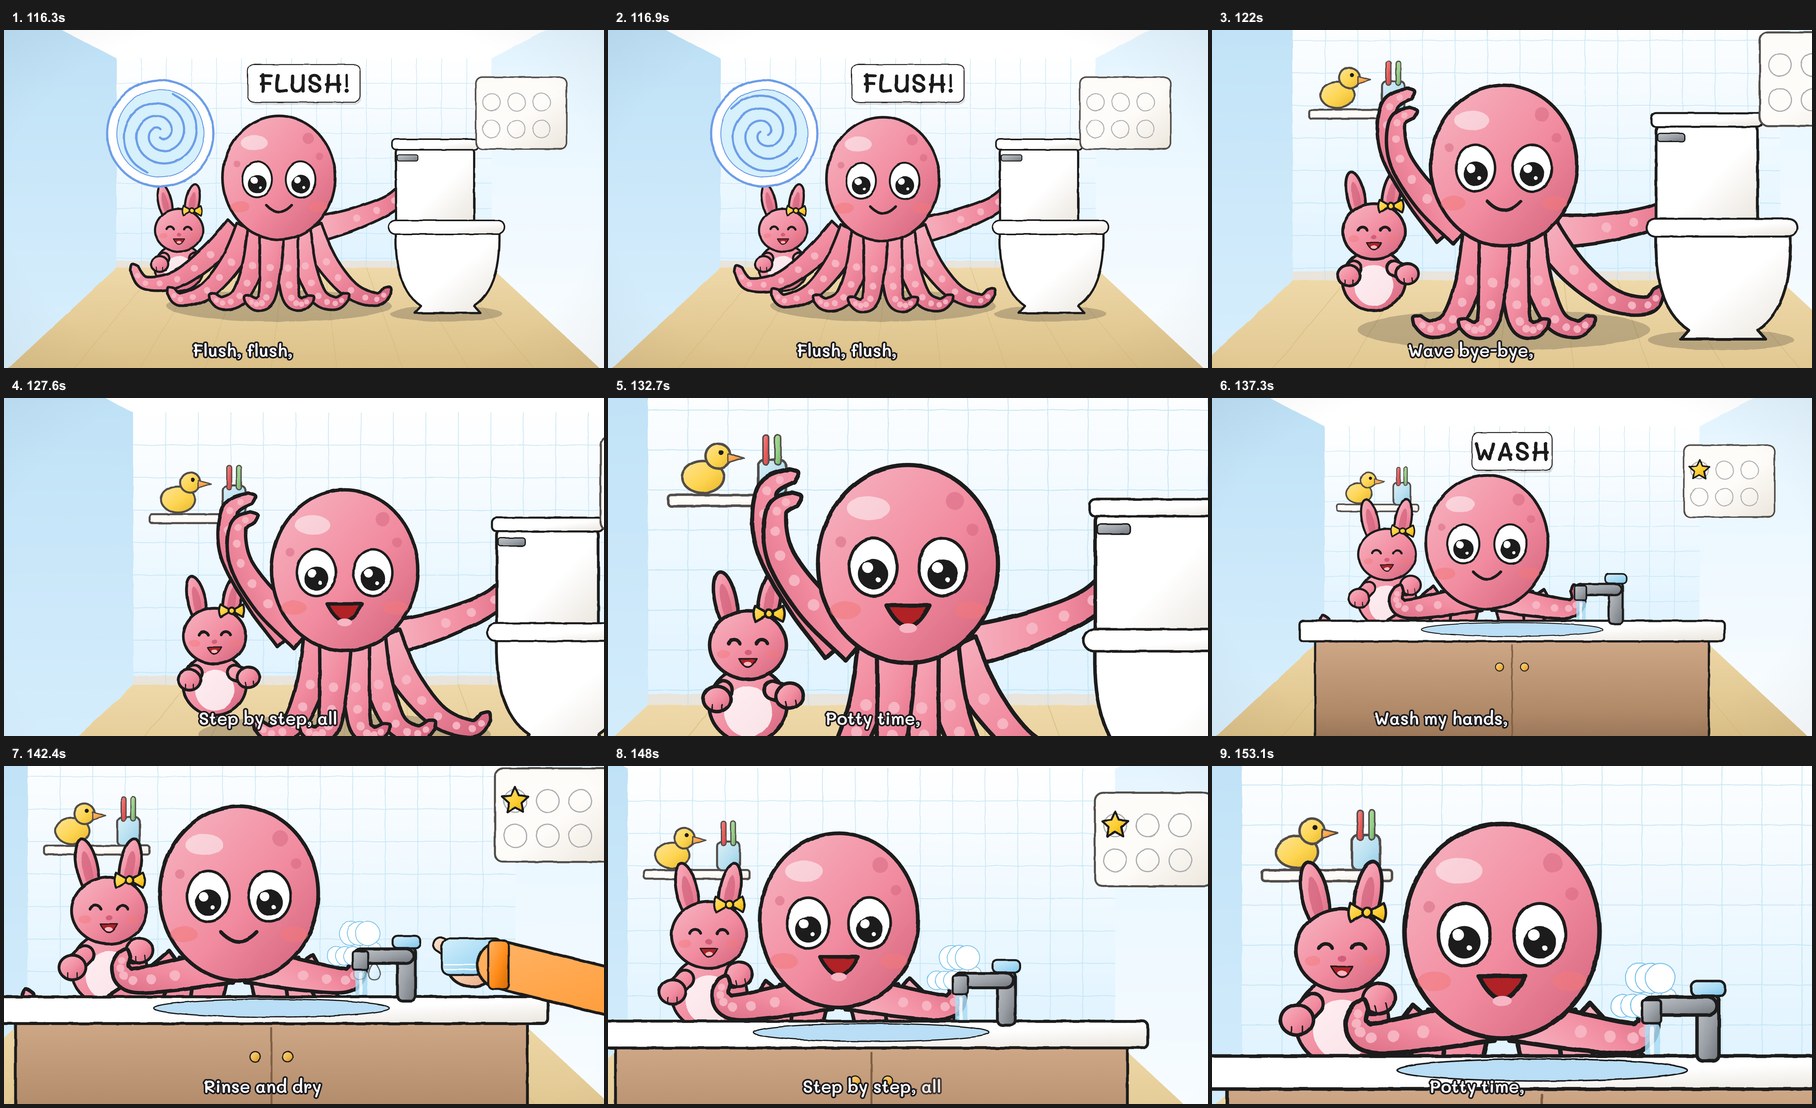 1. 116.3s
FLUSH!
Flush, flush,
2. 116.9s
FLUSH!
Flush, flush,
3. 122s
Wave bye-bye,
4. 127.6s
Step by step, all
5. 132.7s
Potty time,
6. 137.3s
WASH
Wash my hands,
7. 142.4s
Rinse and dry
8. 148s
Step by step, all
9. 153.1s
Potty time,